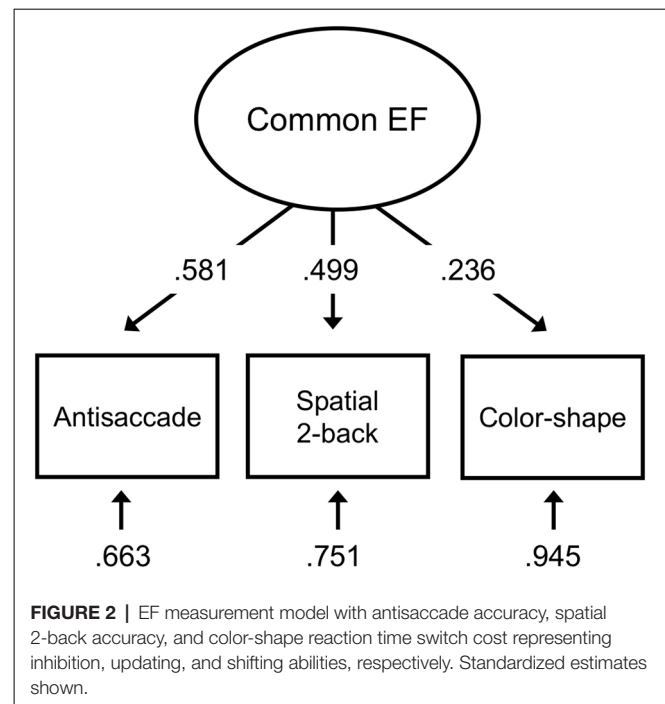 Common EF
.581 .499 .236
Antisaccade
Spatial
2-back
Color-shape
.663 .751 .945
FIGURE 2 | EF measurement model with antisaccade accuracy, spatial
2-back accuracy, and color-shape reaction time switch cost representing
inhibition, updating, and shifting abilities, respectively. Standardized estimates
shown.